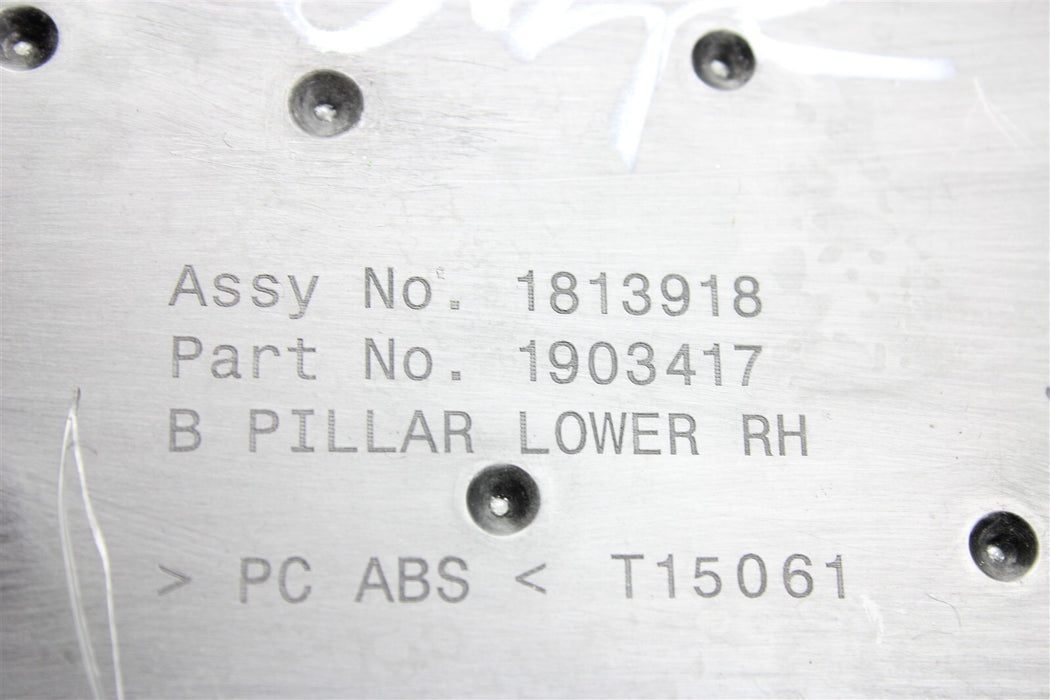 Assy No. 1813918
Part No. 1903417
B PILLAR LOWER RH
> PC ABS < T15061